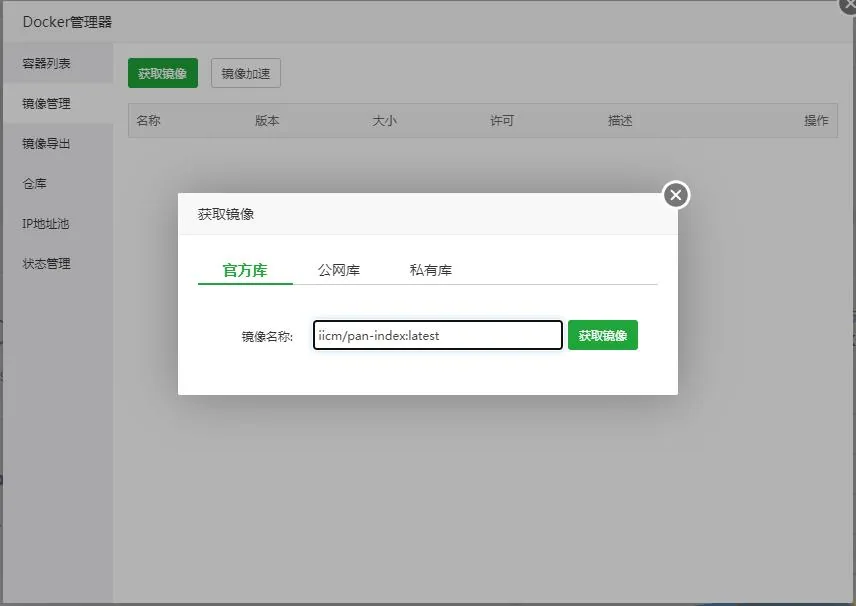 Docker管理器
容器列表
镜像管理
镜像导出
仓库
IP地址池
状态管理
获取镜像 镜像加速
名称 版本 大小 许可 描述 操作
获取镜像
官方库 公网库 私有库
镜像名称: iicm/pan-index:latest 获取镜像